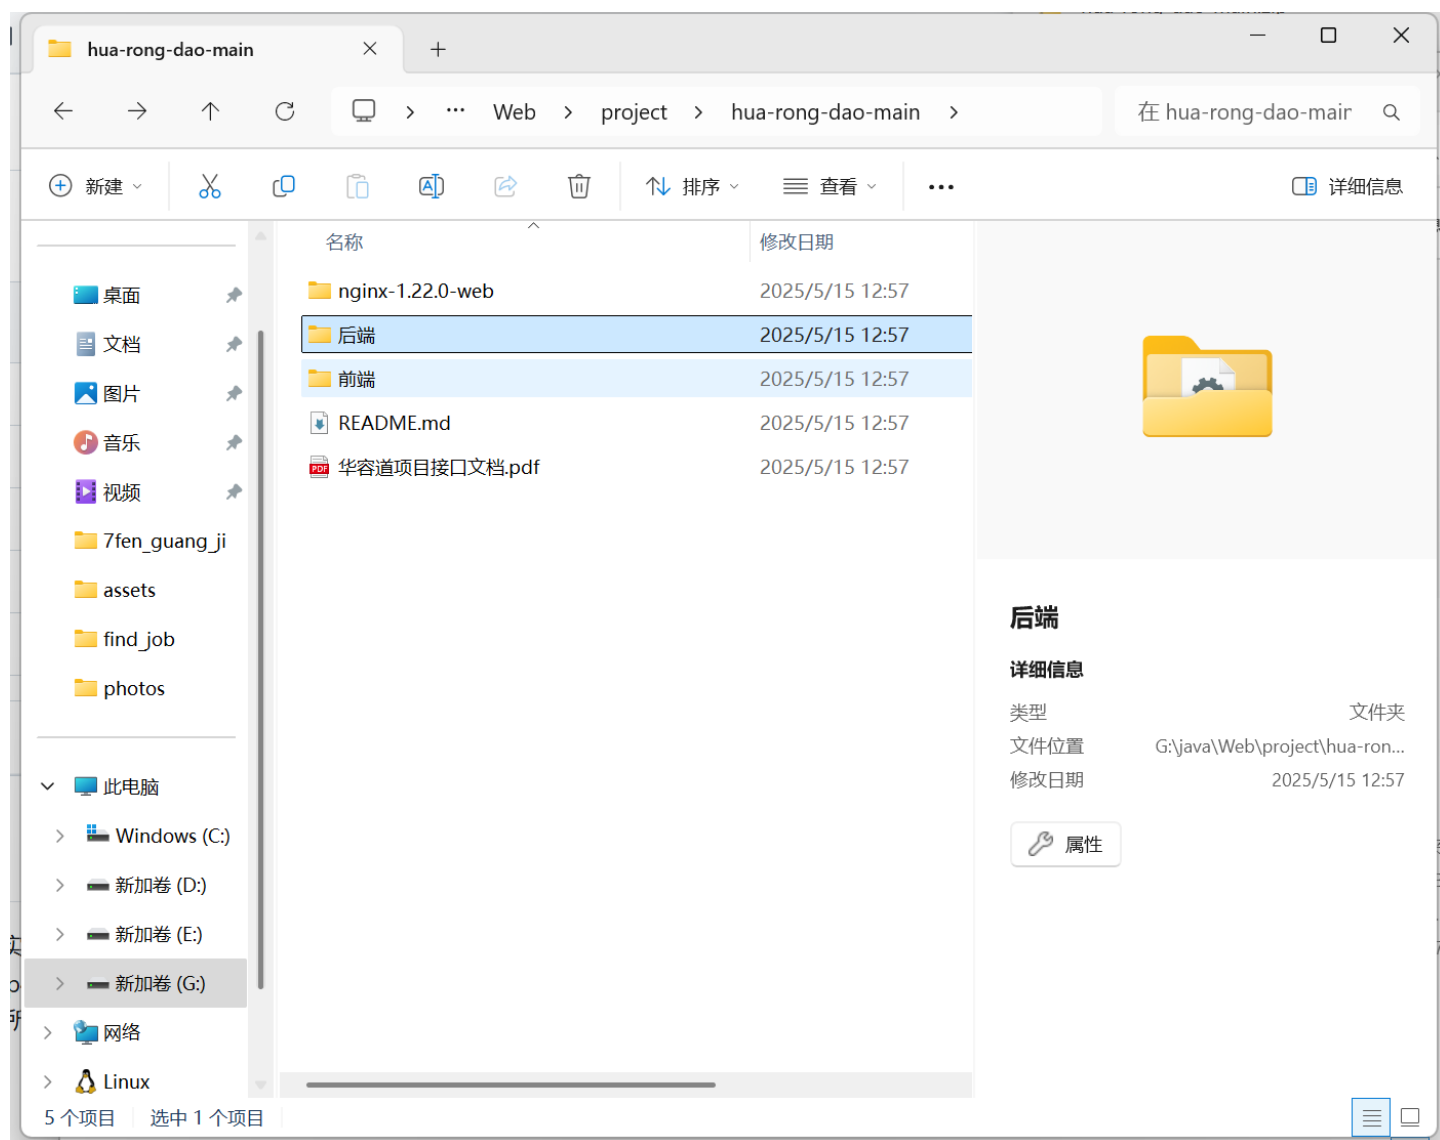 hua-rong-dao-main
Web
project
hua-rong-dao-main
在 hua-rong-dao-mair
新建
排序
查看
详细信息
名称
修改日期
桌面
文档
图片
音乐
视频
7fen_guang_ji
assets
find_job
photos
此电脑
Windows (C:)
新加卷 (D:)
新加卷 (E:)
新加卷 (G:)
网络
Linux
nginx-1.22.0-web 2025/5/15 12:57
后端 2025/5/15 12:57
前端 2025/5/15 12:57
README.md 2025/5/15 12:57
PDF 华容道项目接口文档.pdf 2025/5/15 12:57
后端
详细信息
类型 文件夹
文件位置 G:\java\Web\project\hua-ron...
修改日期 2025/5/15 12:57
属性
5 个项目 选中 1 个项目